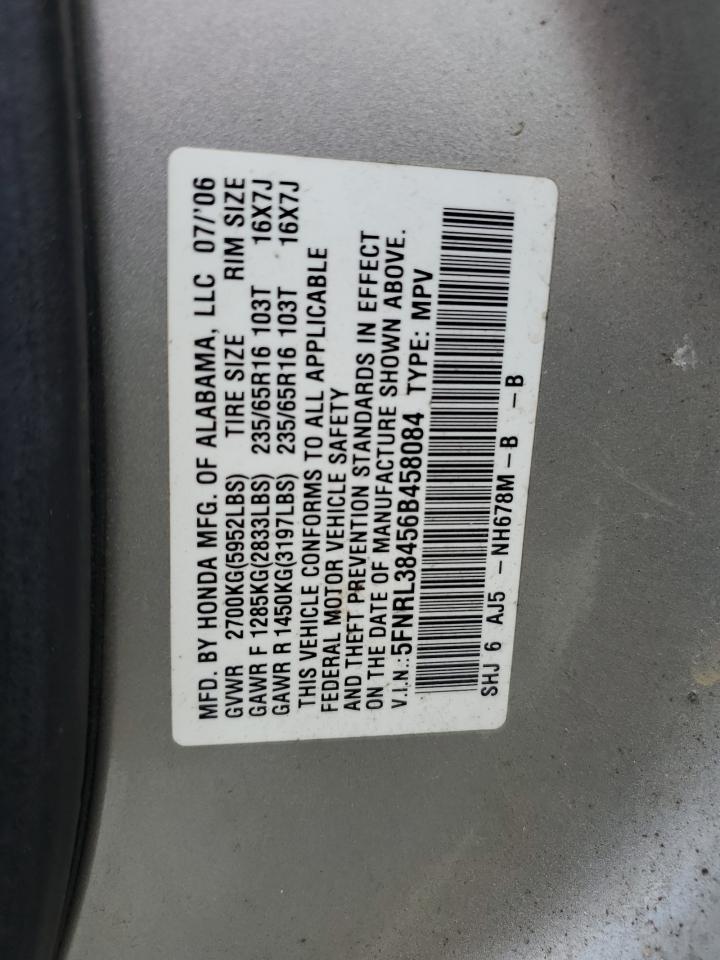 MFD. BY HONDA MFG. OF ALABAMA, LLC 07/'06
GVWR 2700KG(5952LBS) TIRE SIZE RIM SIZE
GAWR F 1285KG(2833LBS) 235/65R16 103T 16X7J
GAWR R 1450KG(3197LBS) 235/65R16 103T 16X7J
THIS VEHICLE CONFORMS TO ALL APPLICABLE
FEDERAL MOTOR VEHICLE SAFETY
AND THEFT PREVENTION STANDARDS IN EFFECT
ON THE DATE OF MANUFACTURE SHOWN ABOVE.
V.I.N.:5FNRL38456B458084 TYPE: MPV
SHJ 6 AJ5 -NH678M-B -B